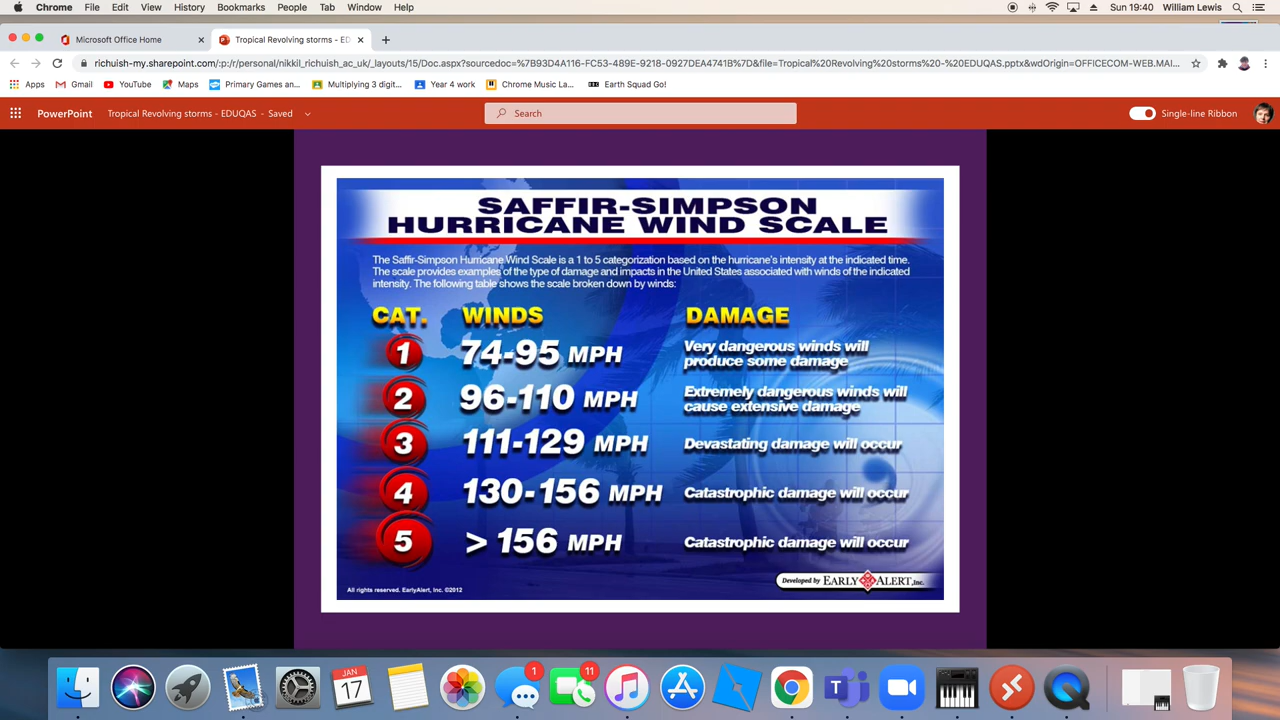 Chrome File Edit View History Bookmarks People Tab Window Help Sun 19:40 William Lewis
Microsoft Office Home Tropical Revolving storms - ED
richuish-my.sharepoint.com/:p:/r/personal/nikkil_richuish_ac_uk/_layouts/15/Doc.aspx?sourcedoc=%7B93D4A116-FC53-489E-9218-0927DEA4741B%7D&file=Tropical%20Revolving%20storms%20-%20EDUQAS.pptx&wdOrigin=OFFICECOM-WEB.MAI...
Apps Gmail YouTube Maps Primary Games an... Multiplying 3 digit... Year 4 work Chrome Music La... Earth Squad Go!
PowerPoint Tropical Revolving storms - EDUQAS - Saved Search Single-line Ribbon
SAFFIR-SIMPSON
HURRICANE WIND SCALE
The Saffir-Simpson Hurricane Wind Scale is a 1 to 5 categorization based on the hurricane's intensity at the indicated time.
The scale provides examples of the type of damage and impacts in the United States associated with winds of the indicated
intensity. The following table shows the scale broken down by winds:
CAT. WINDS DAMAGE
1 74-95 MPH Very dangerous winds will
produce some damage
2 96-110 MPH Extremely dangerous winds will
cause extensive damage
3 111-129 MPH Devastating damage will occur
4 130-156 MPH Catastrophic damage will occur
5 > 156 MPH Catastrophic damage will occur
Developed by EARLY ALERT, Inc.
All rights reserved. EarlyAlert, Inc. ©2012
JAN
17
1
11